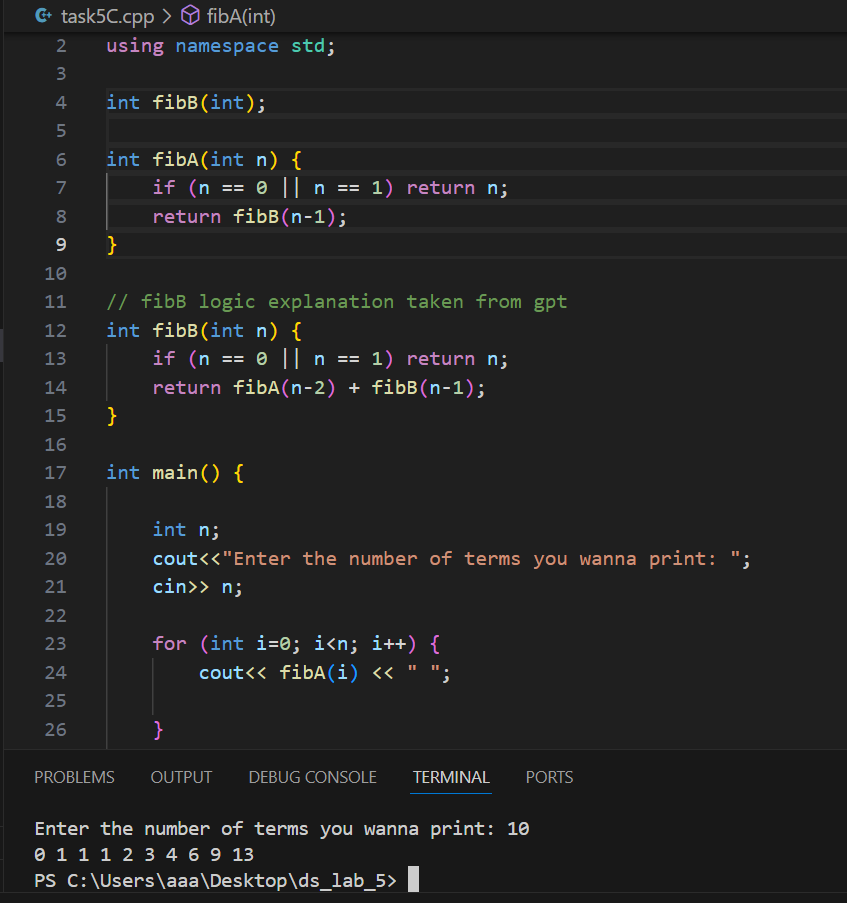 task5C.cpp > fibA(int)
2 using namespace std;
3
4 int fibB(int);
5
6 int fibA(int n) {
7     if (n == 0 || n == 1) return n;
8     return fibB(n-1);
9 }
10
11 // fibB logic explanation taken from gpt
12 int fibB(int n) {
13     if (n == 0 || n == 1) return n;
14     return fibA(n-2) + fibB(n-1);
15 }
16
17 int main() {
18
19     int n;
20     cout<<"Enter the number of terms you wanna print: ";
21     cin>> n;
22
23     for (int i=0; i<n; i++) {
24         cout<< fibA(i) << " ";
25
26     }
PROBLEMS OUTPUT DEBUG CONSOLE TERMINAL PORTS
Enter the number of terms you wanna print: 10
0 1 1 1 2 3 4 6 9 13
PS C:\Users\aaa\Desktop\ds_lab_5>